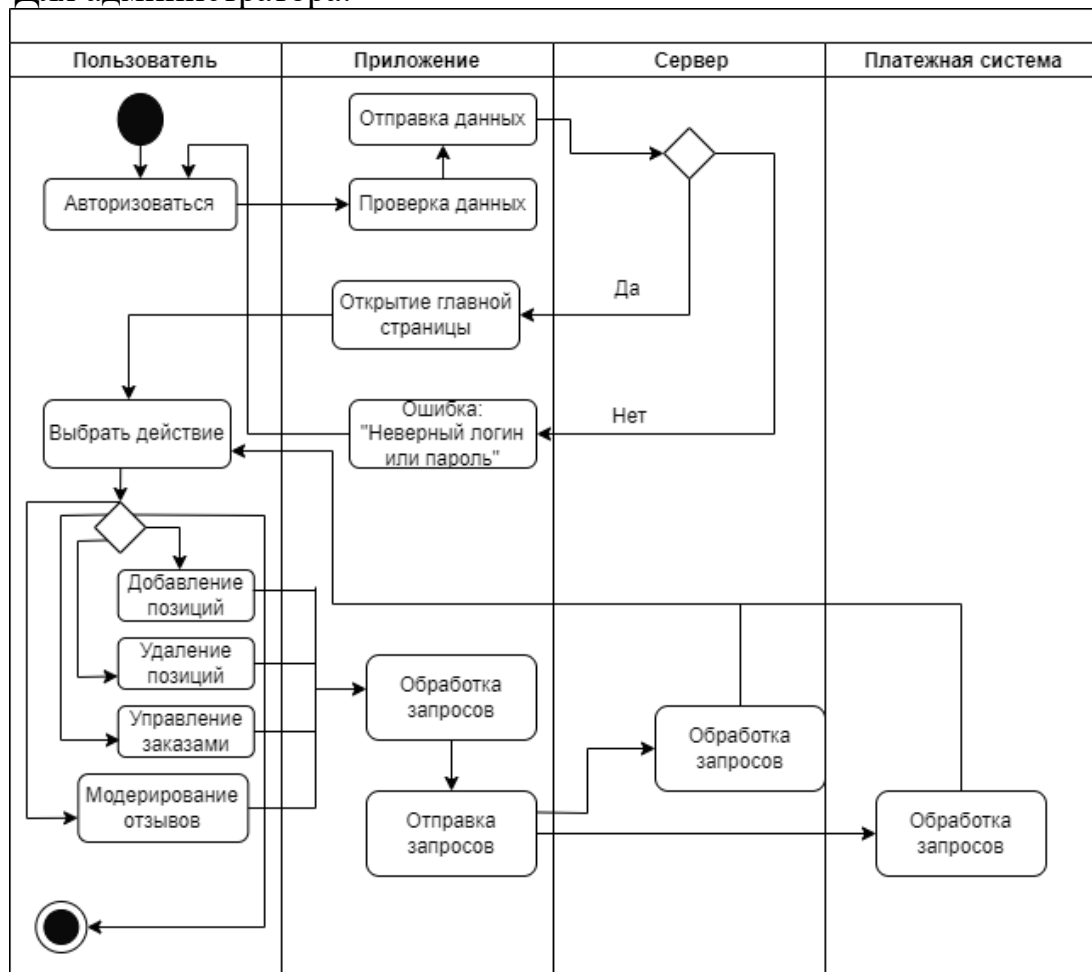 Для администратора:
Пользователь
Приложение
Сервер
Платежная система
Отправка данных
Авторизоваться
Проверка данных
Открытие главной
страницы
Да
Выбрать действие
Ошибка:
"Неверный логин
или пароль"
Нет
Добавление
позиций
Удаление
позиций
Управление
заказами
Модерирование
отзывов
Обработка
запросов
Отправка
запросов
Обработка
запросов
Обработка
запросов